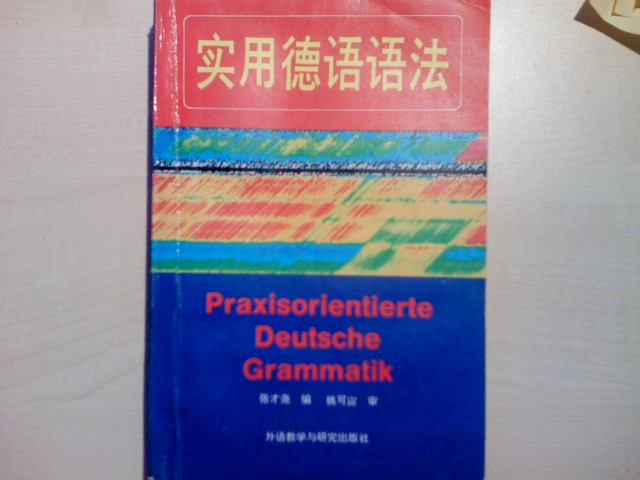 实用德语语法
Praxisorientierte
Deutsche
Grammatik
张才尧 编 姚可崑 审
外语教学与研究出版社